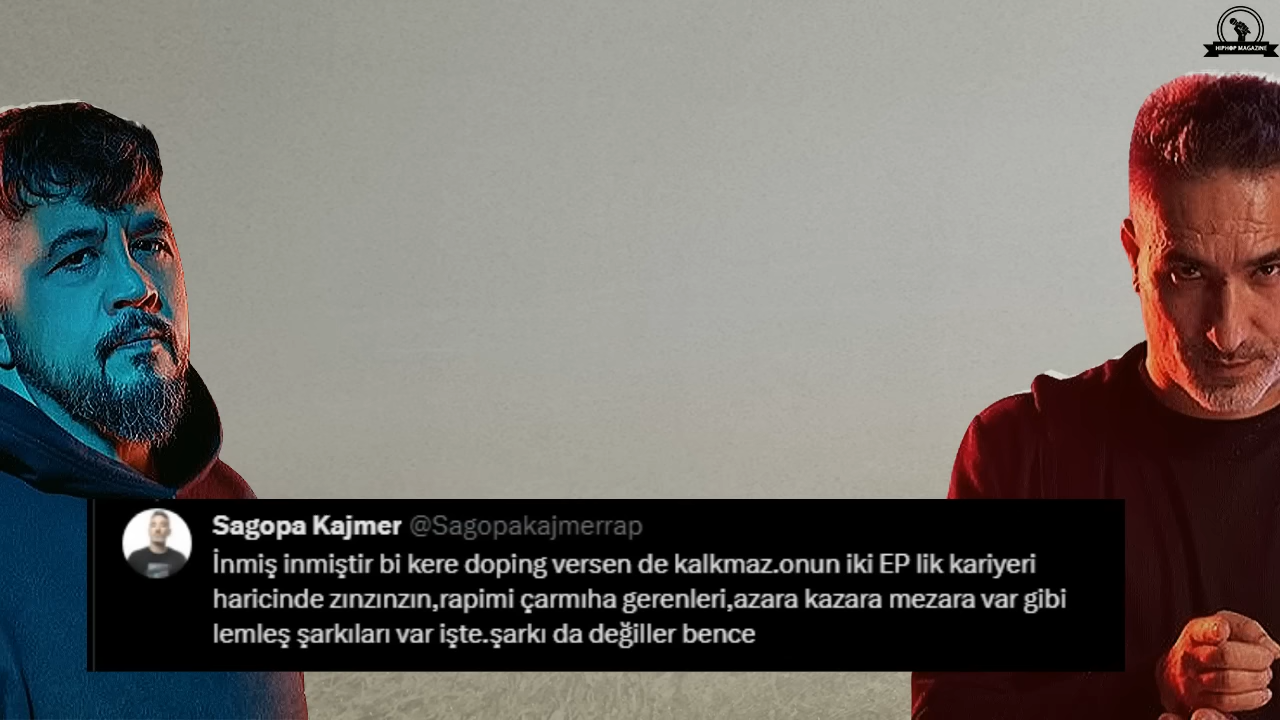 HIPHOP MAGAZINE
Sagopa Kajmer @Sagopakajmerrap
İnmiş inmiştir bi kere doping versen de kalkmaz.onun iki EP lik kariyeri
haricinde zınzınzın,rapimi çarmıha gerenleri,azara kazara mezara var gibi
lemleş şarkıları var işte.şarkı da değiller bence